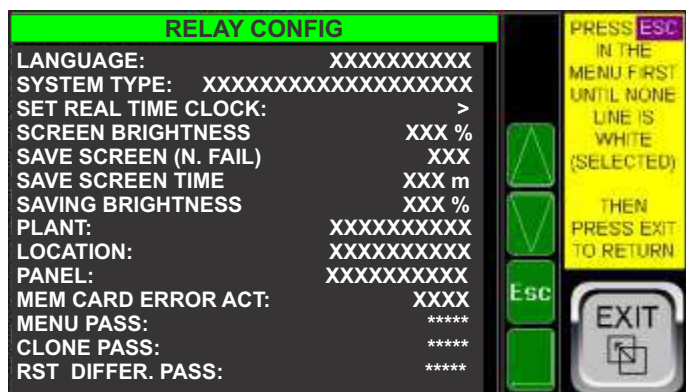 RELAY CONFIG
LANGUAGE: XXXXXXXXXX
SYSTEM TYPE: XXXXXXXXXXXXXXXXXXX
SET REAL TIME CLOCK: >
SCREEN BRIGHTNESS XXX %
SAVE SCREEN (N. FAIL) XXX
SAVE SCREEN TIME XXX m
SAVING BRIGHTNESS XXX %
PLANT: XXXXXXXXXX
LOCATION: XXXXXXXXXX
PANEL: XXXXXXXXXX
MEM CARD ERROR ACT: XXXX
MENU PASS: *****
CLONE PASS: *****
RST DIFFER. PASS: *****
Esc
PRESS ESC
IN THE
MENU FIRST
UNTIL NONE
LINE IS
WHITE
(SELECTED)
THEN
PRESS EXIT
TO RETURN
EXIT